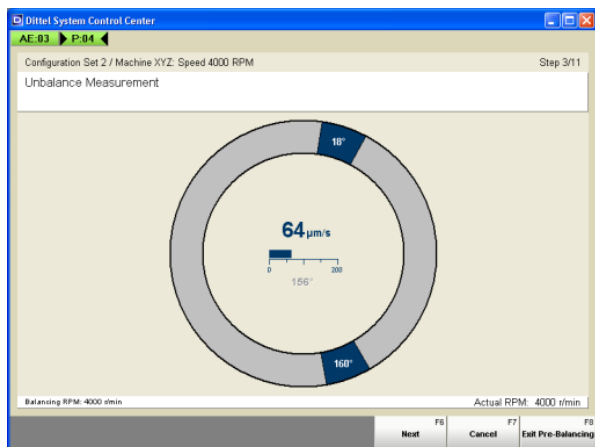 Dittel System Control Center
AE:03 P:04
Configuration Set 2 / Machine XYZ: Speed 4000 RPM Step 3/11
Unbalance Measurement
18°
64 µm/s
0 200
156°
160°
Balancing RPM: 4000 r/min Actual RPM: 4000 r/min
F6 F7 F8
Next Cancel Exit Pre-Balancing